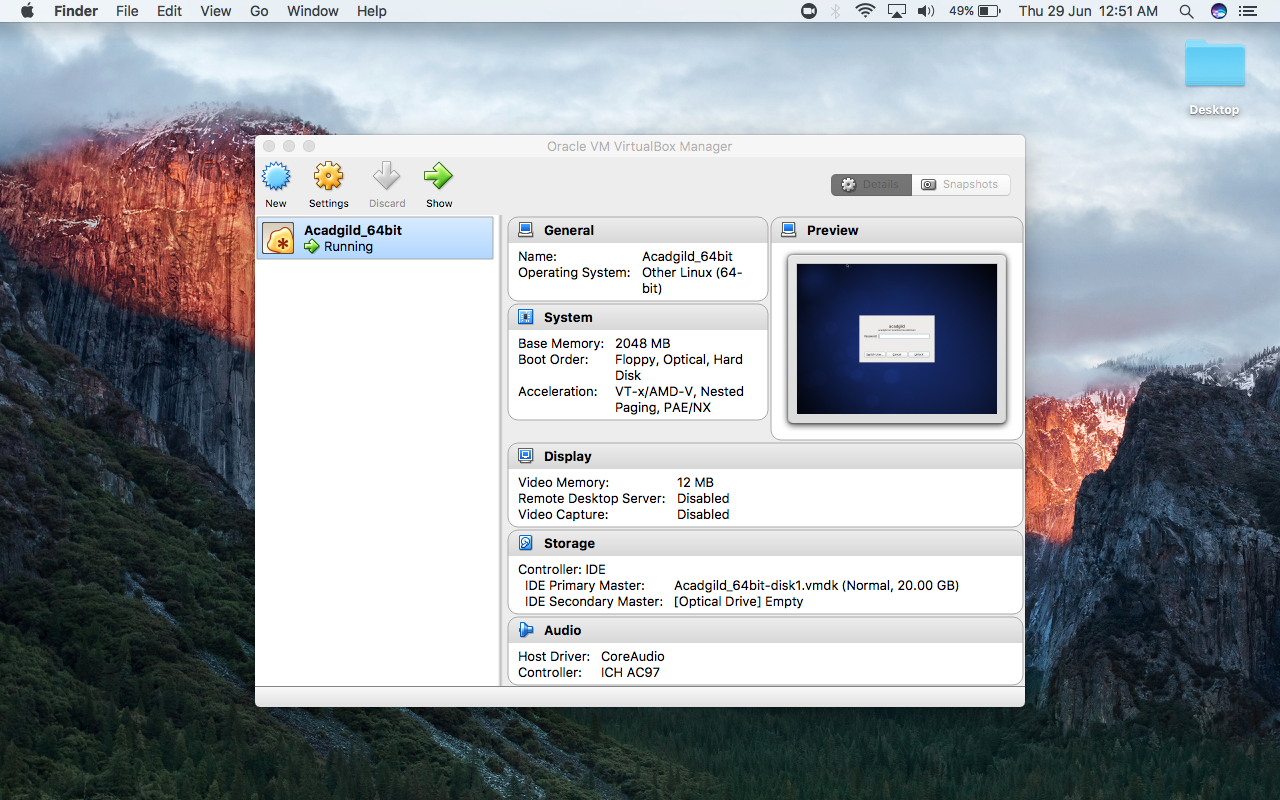 Finder File Edit View Go Window Help 49% Thu 29 Jun 12:51 AM
Desktop
Oracle VM VirtualBox Manager
New Settings Discard Show Details Snapshots
Acadgild_64bit
Running
General
Name: Acadgild_64bit
Operating System: Other Linux (64-
bit)
System
Base Memory: 2048 MB
Boot Order: Floppy, Optical, Hard
Disk
Acceleration: VT-x/AMD-V, Nested
Paging, PAE/NX
Preview
acadgild
Password:
Cancel
Unlock
Display
Video Memory: 12 MB
Remote Desktop Server: Disabled
Video Capture: Disabled
Storage
Controller: IDE
IDE Primary Master: Acadgild_64bit-disk1.vmdk (Normal, 20.00 GB)
IDE Secondary Master: [Optical Drive] Empty
Audio
Host Driver: CoreAudio
Controller: ICH AC97